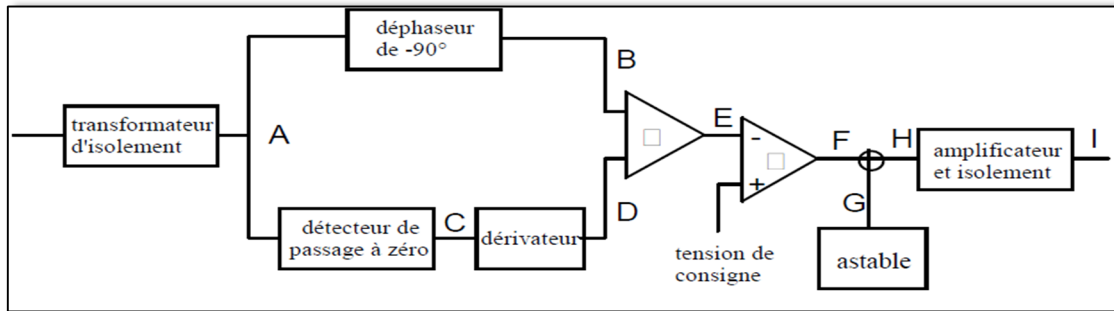 déphaseur
de -90°
B
transformateur
d'isolement
A
E
-
F
H
amplificateur
et isolement
I
+
détecteur de
passage à zéro
C
dérivateur
D
G
tension de
consigne
astable